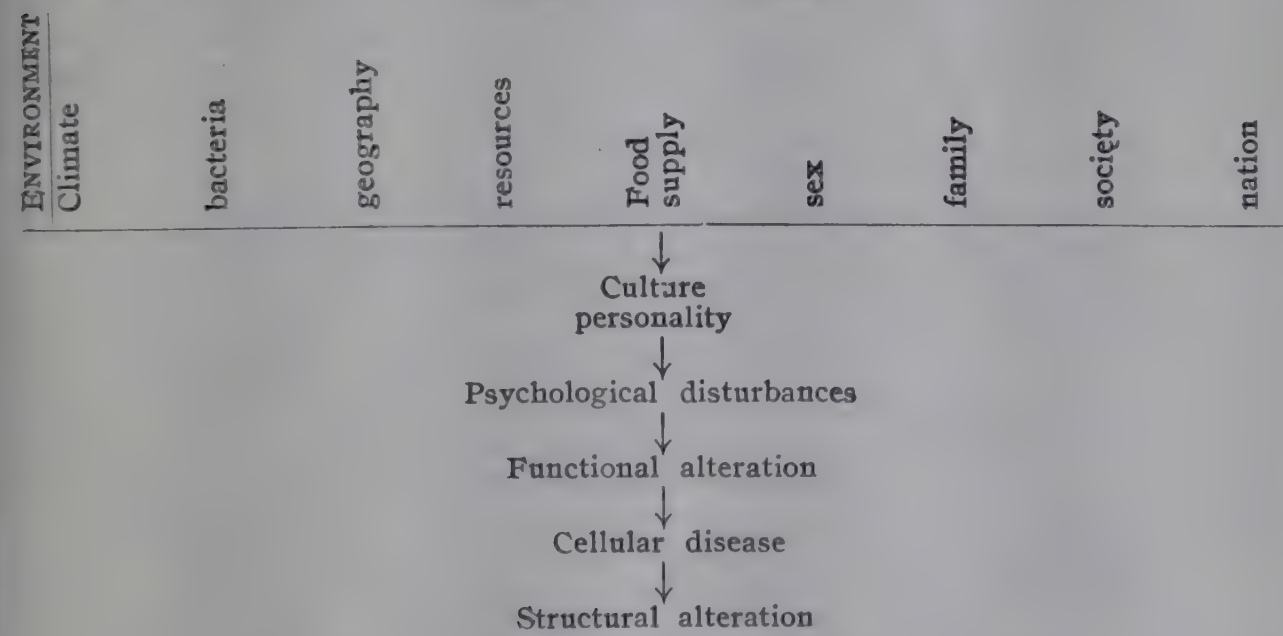 ENVIRONMENT
Climate
bacteria
geography
resources
Food
supply
sex
family
society
nation
Culture
personality
Psychological disturbances
Functional alteration
Cellular disease
Structural alteration